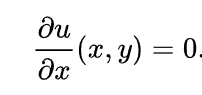 ∂u/∂x (x, y) = 0.